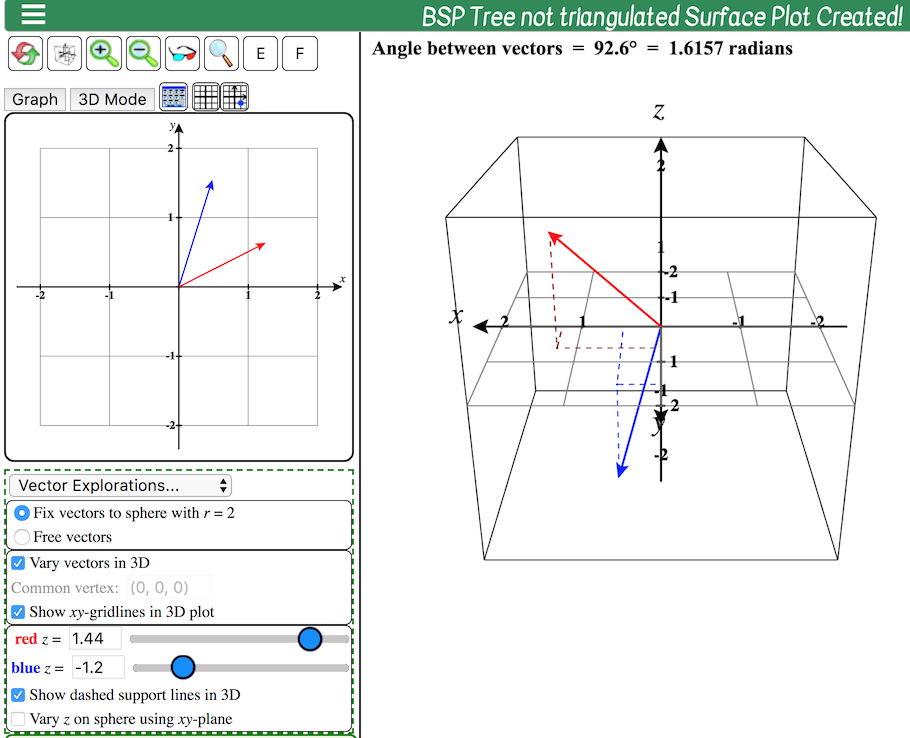 BSP Tree not triangulated Surface Plot Created!
E
F
Angle between vectors = 92.6° = 1.6157 radians
Graph
3D Mode
y
2
1
-2
-1
1
2
x
-1
-2
z
2
1
-2
-1
x
2
1
-1
-2
1
-1
2
y
-2
Vector Explorations...
Fix vectors to sphere with r = 2
Free vectors
Vary vectors in 3D
Common vertex: (0, 0, 0)
Show xy-gridlines in 3D plot
red z = 1.44
blue z = -1.2
Show dashed support lines in 3D
Vary z on sphere using xy-plane